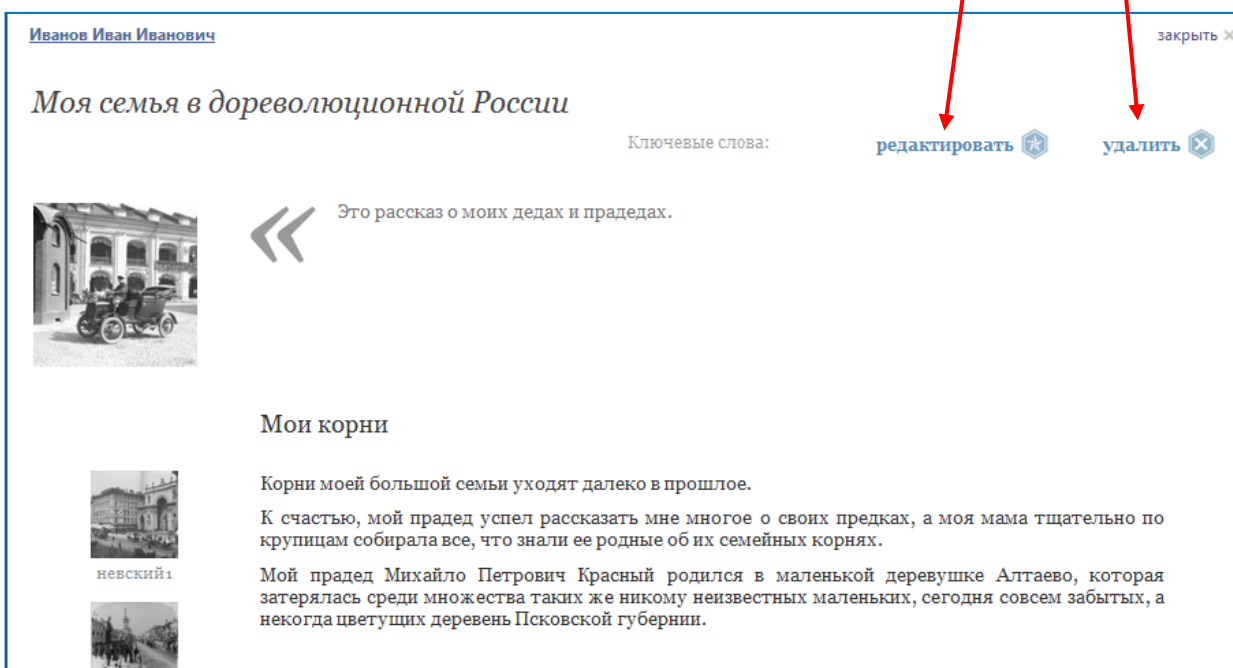 Иванов Иван Иванович
закрыть
Моя семья в дореволюционной России
Ключевые слова:
редактировать
удалить
Это рассказ о моих дедах и прадедах.
Мои корни
Корни моей большой семьи уходят далеко в прошлое.
К счастью, мой прадед успел рассказать мне многое о своих предках, а моя мама тщательно по
крупицам собирала все, что знали ее родные об их семейных корнях.
невский1
Мой прадед Михайло Петрович Красный родился в маленькой деревушке Алтаево, которая
затерялась среди множества таких же никому неизвестных маленьких, сегодня совсем забытых, а
некогда цветущих деревень Псковской губернии.